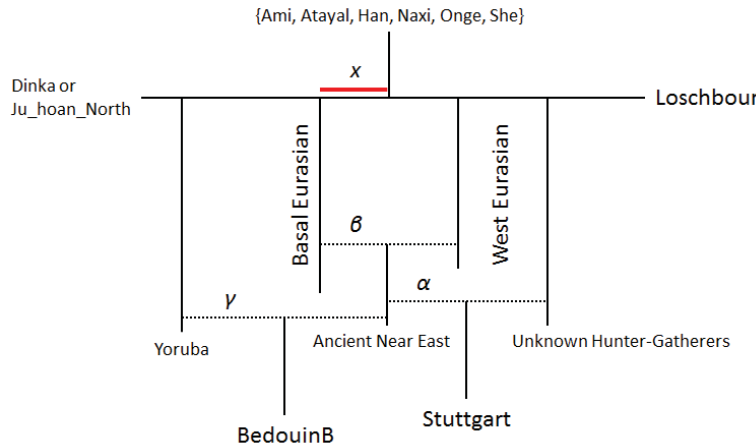 {Ami, Atayal, Han, Naxi, Onge, She}
x
Dinka or
Ju_hoan_North
Loschbour
Basal Eurasian
West Eurasian
β
α
γ
Yoruba
Ancient Near East
Unknown Hunter-Gatherers
BedouinB
Stuttgart